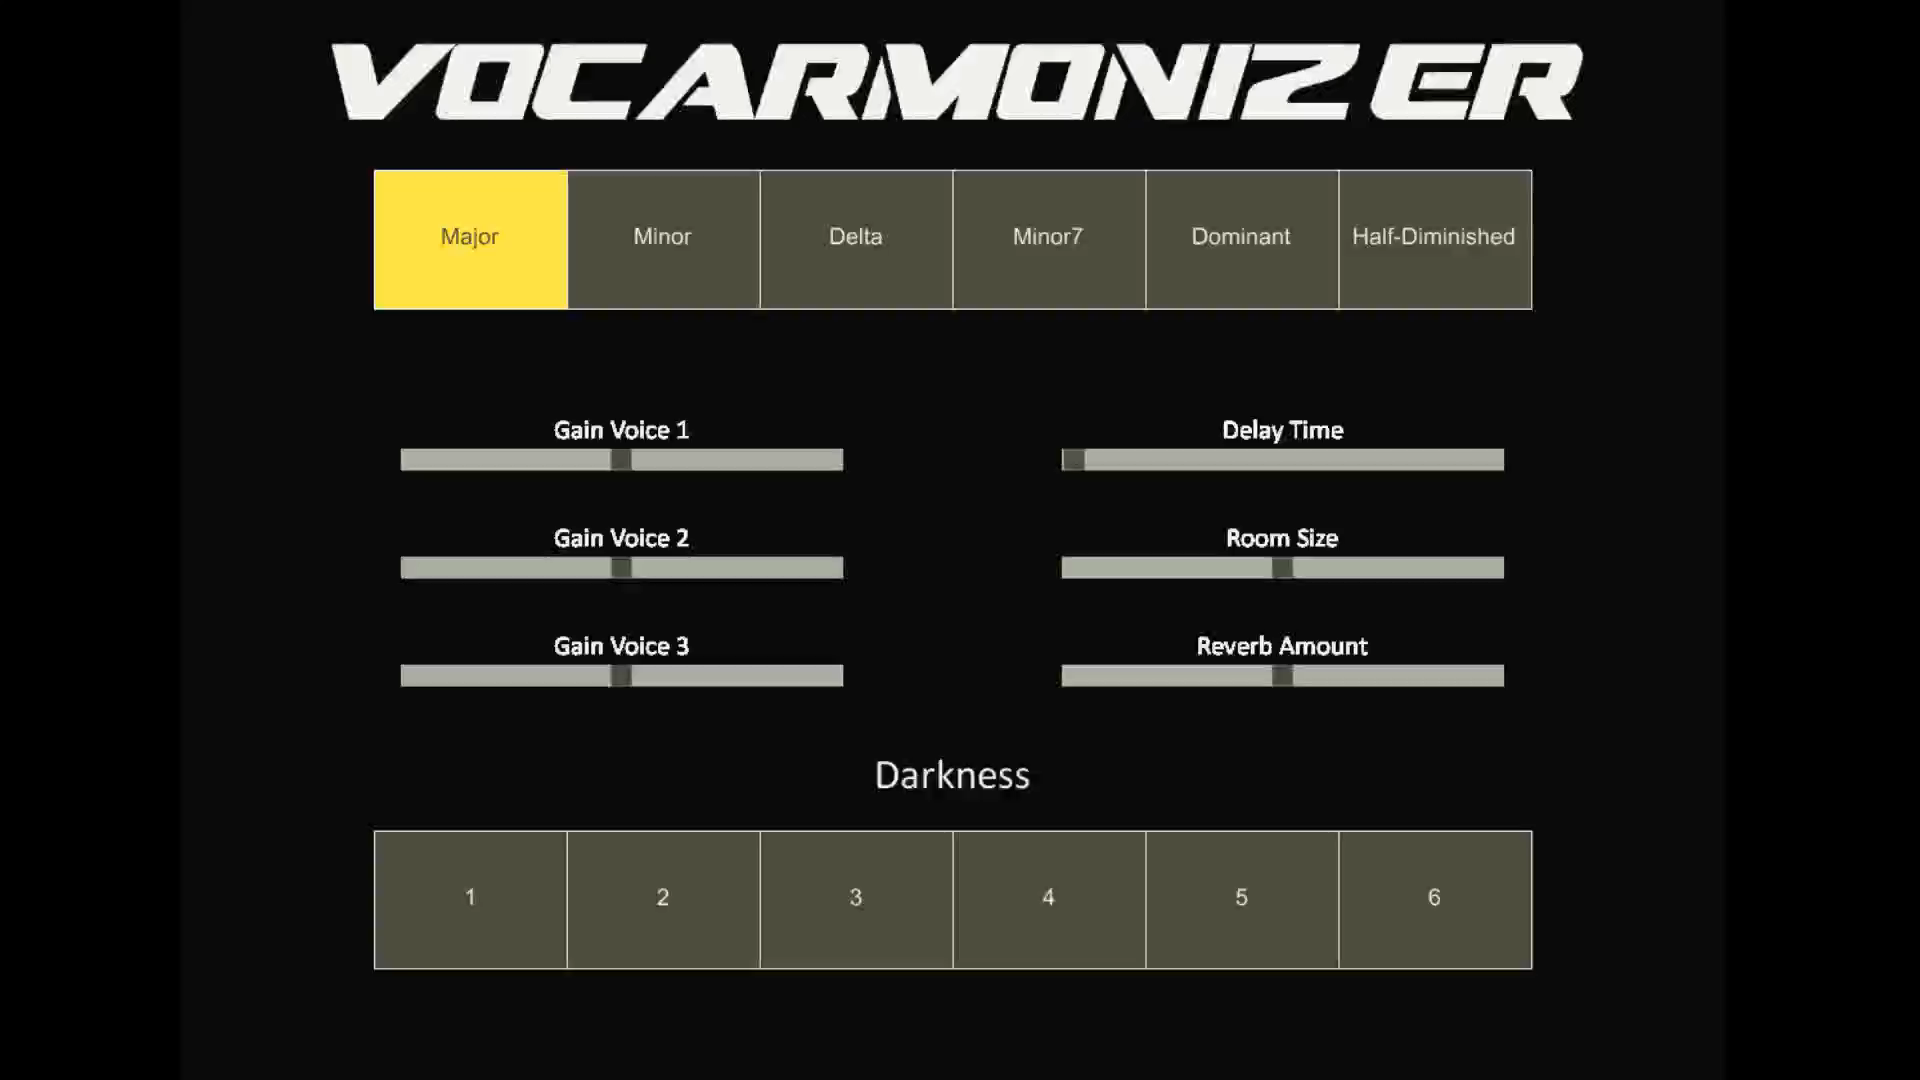 VOCARMONIZER
Major Minor Delta Minor7 Dominant Half-Diminished
Gain Voice 1 Delay Time
Gain Voice 2 Room Size
Gain Voice 3 Reverb Amount
Darkness
1 2 3 4 5 6